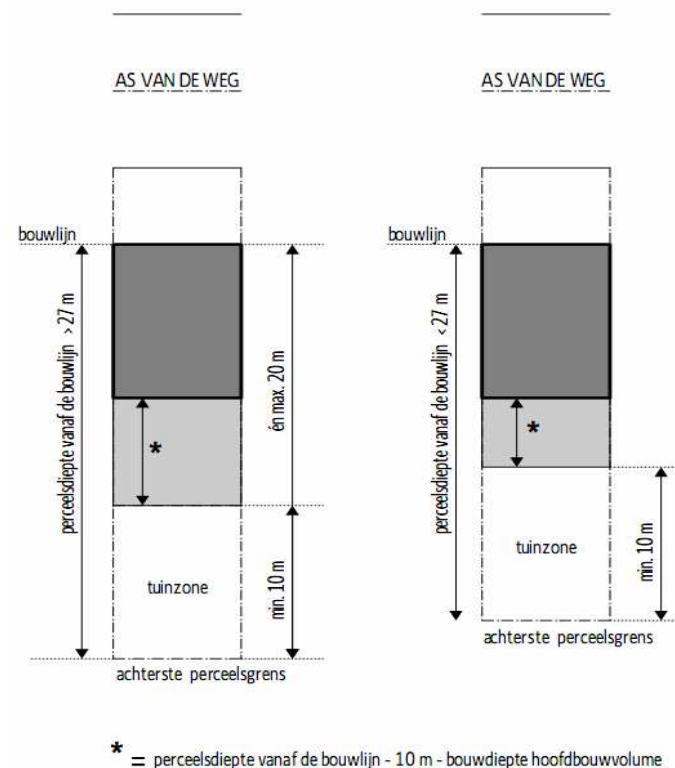 AS VAN DE WEG
AS VAN DE WEG
bouwlijn
perceelsdiepte vanaf de bouwlijn > 27 m
*
én max. 20 m
tuinzone
min. 10 m
achterste perceelsgrens
bouwlijn
perceelsdiepte vanaf de bouwlijn < 27 m
*
tuinzone
min. 10 m
achterste perceelsgrens
* = perceelsdiepte vanaf de bouwlijn - 10 m - bouwdiepte hoofdbouwvolume